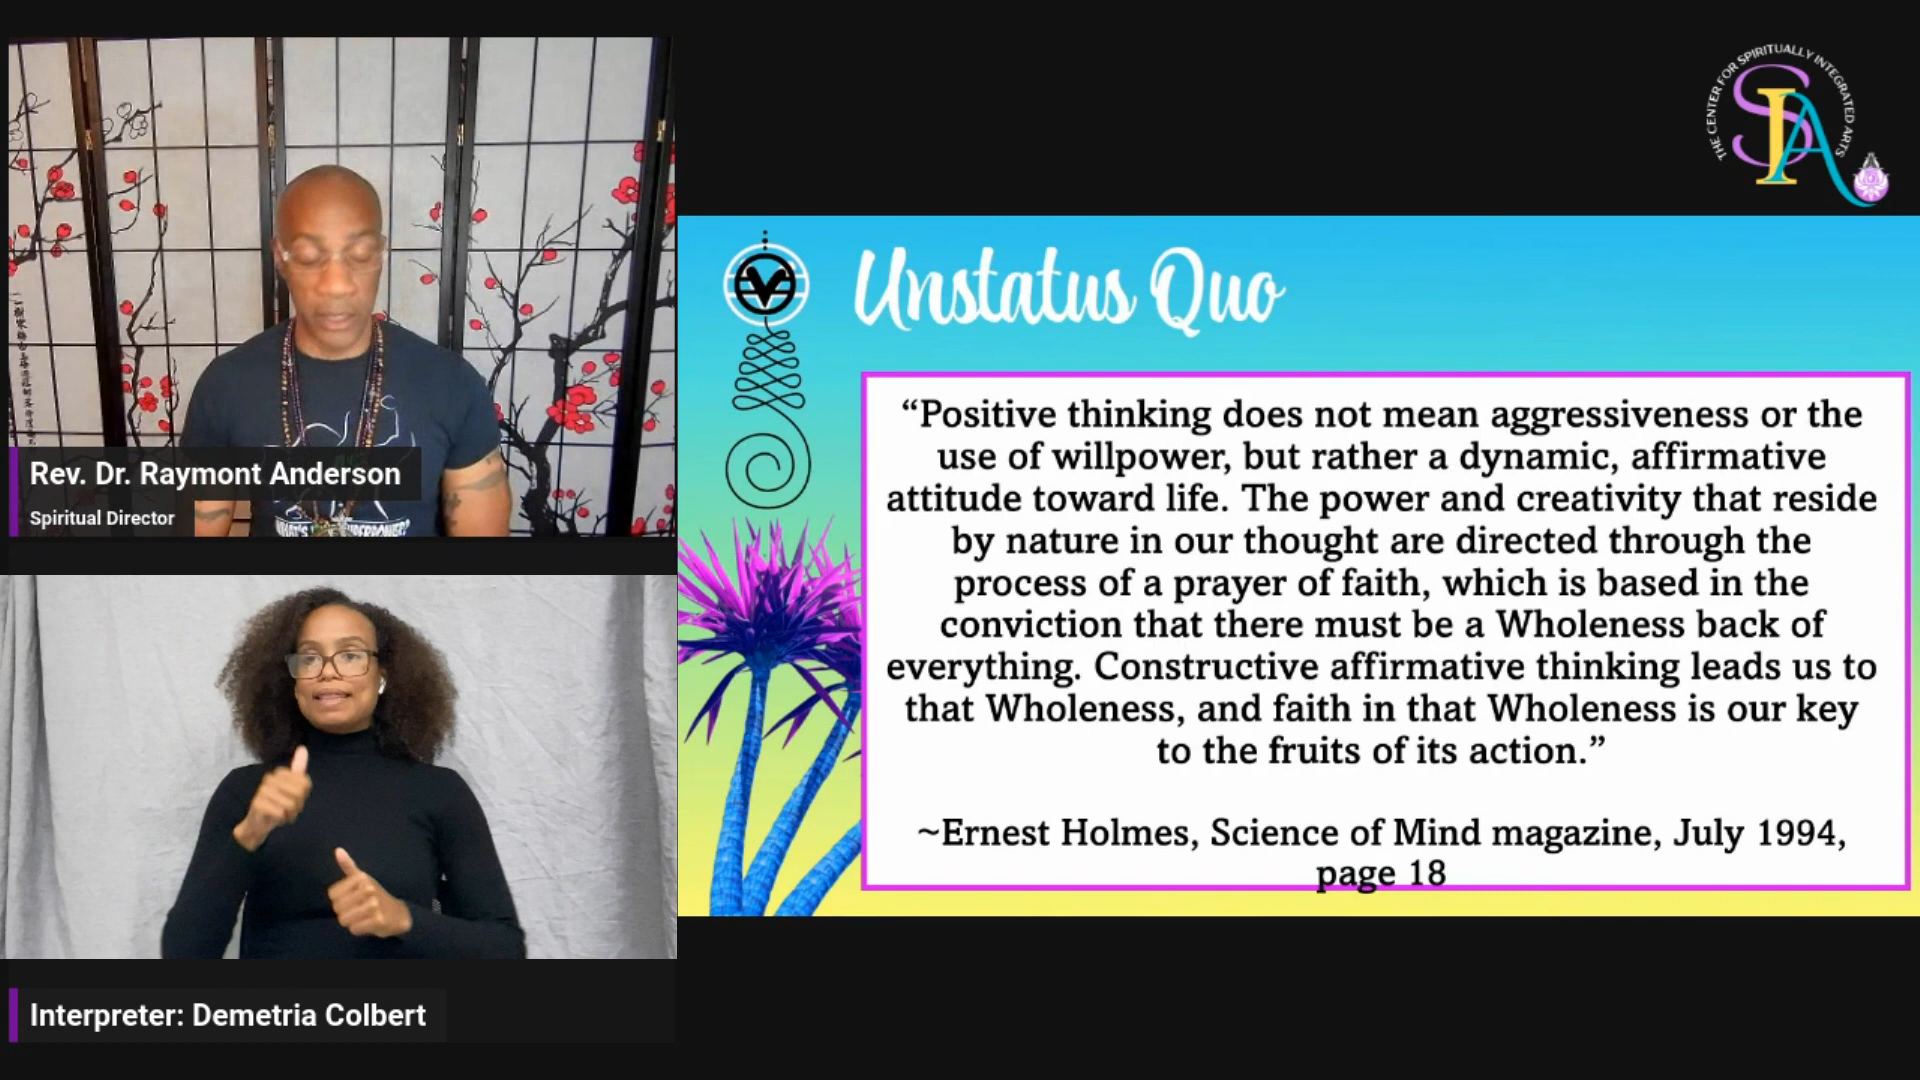 THE CENTER FOR SPIRITUALLY INTEGRATED ARTS
SIA
Unstatus Quo
“Positive thinking does not mean aggressiveness or the
use of willpower, but rather a dynamic, affirmative
attitude toward life. The power and creativity that reside
by nature in our thought are directed through the
process of a prayer of faith, which is based in the
conviction that there must be a Wholeness back of
everything. Constructive affirmative thinking leads us to
that Wholeness, and faith in that Wholeness is our key
to the fruits of its action.”
~Ernest Holmes, Science of Mind magazine, July 1994,
page 18
Rev. Dr. Raymont Anderson
Spiritual Director
Interpreter: Demetria Colbert